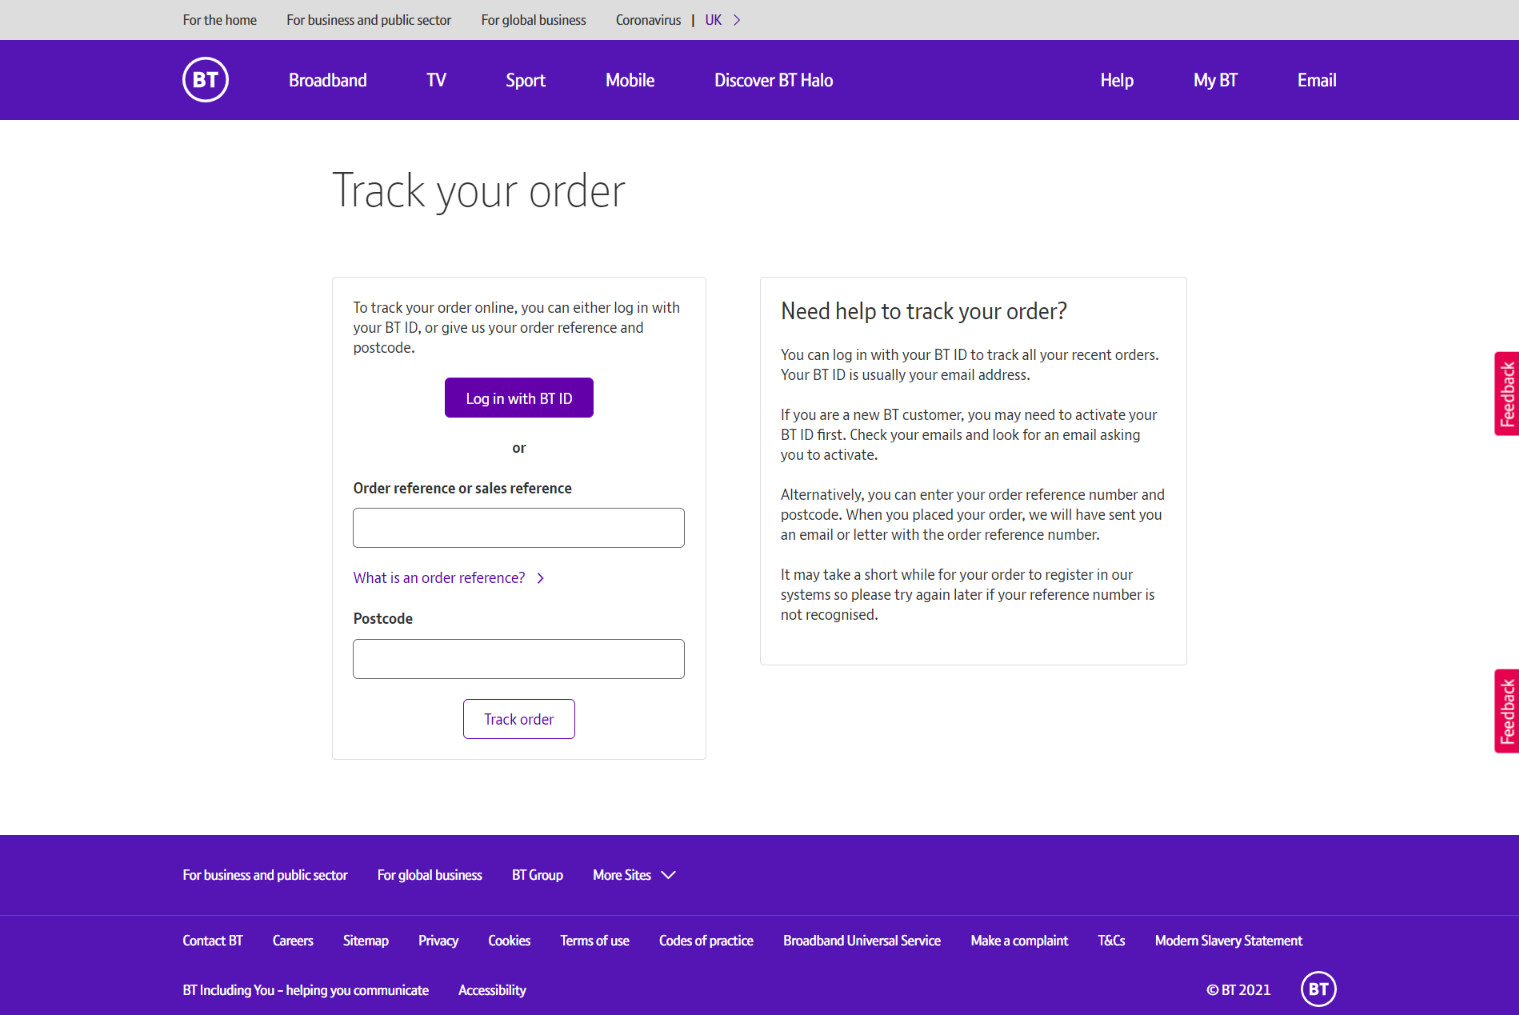 For the home For business and public sector For global business Coronavirus | UK
BT Broadband TV Sport Mobile Discover BT Halo Help My BT Email
Track your order
To track your order online, you can either log in with
your BT ID, or give us your order reference and
postcode.
Log in with BT ID
or
Order reference or sales reference
What is an order reference?
Postcode
Track order
Need help to track your order?
You can log in with your BT ID to track all your recent orders.
Your BT ID is usually your email address.
If you are a new BT customer, you may need to activate your
BT ID first. Check your emails and look for an email asking
you to activate.
Alternatively, you can enter your order reference number and
postcode. When you placed your order, we will have sent you
an email or letter with the order reference number.
It may take a short while for your order to register in our
systems so please try again later if your reference number is
not recognised.
Feedback
Feedback
For business and public sector For global business BT Group More Sites
Contact BT Careers Sitemap Privacy Cookies Terms of use Codes of practice Broadband Universal Service Make a complaint T&Cs Modern Slavery Statement
BT Including You – helping you communicate Accessibility © BT 2021 BT